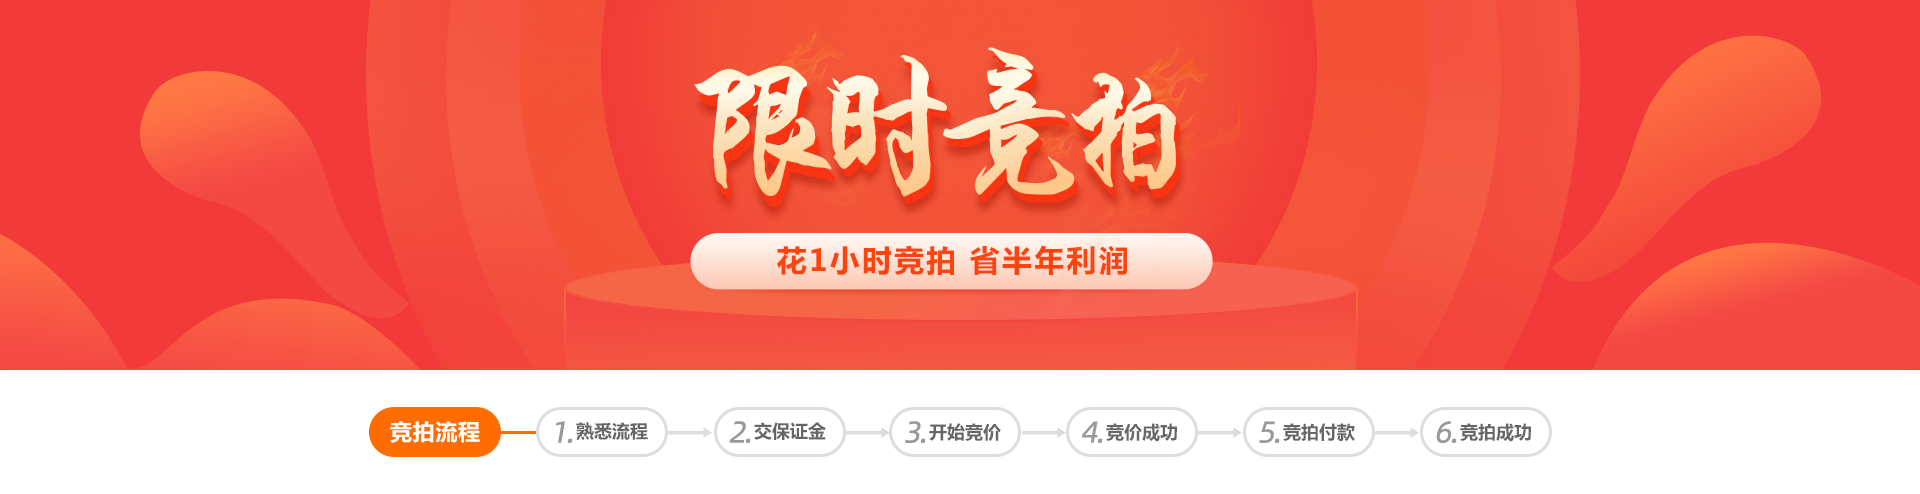 限时竞拍
花1小时竞拍 省半年利润
竞拍流程
1.熟悉流程
2.交保证金
3.开始竞价
4.竞价成功
5.竞拍付款
6.竞拍成功